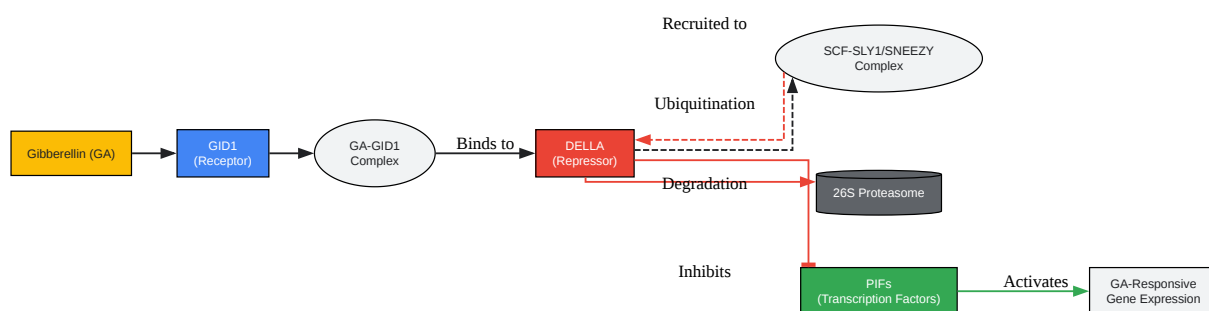 Recruited to
SCF-SLY1/SNEEZY
Complex
Ubiquitination
Gibberellin (GA)
GID1
(Receptor)
GA-GID1
Complex
Binds to
DELLA
(Repressor)
Degradation
26S Proteasome
Inhibits
PIFs
(Transcription Factors)
Activates
GA-Responsive
Gene Expression